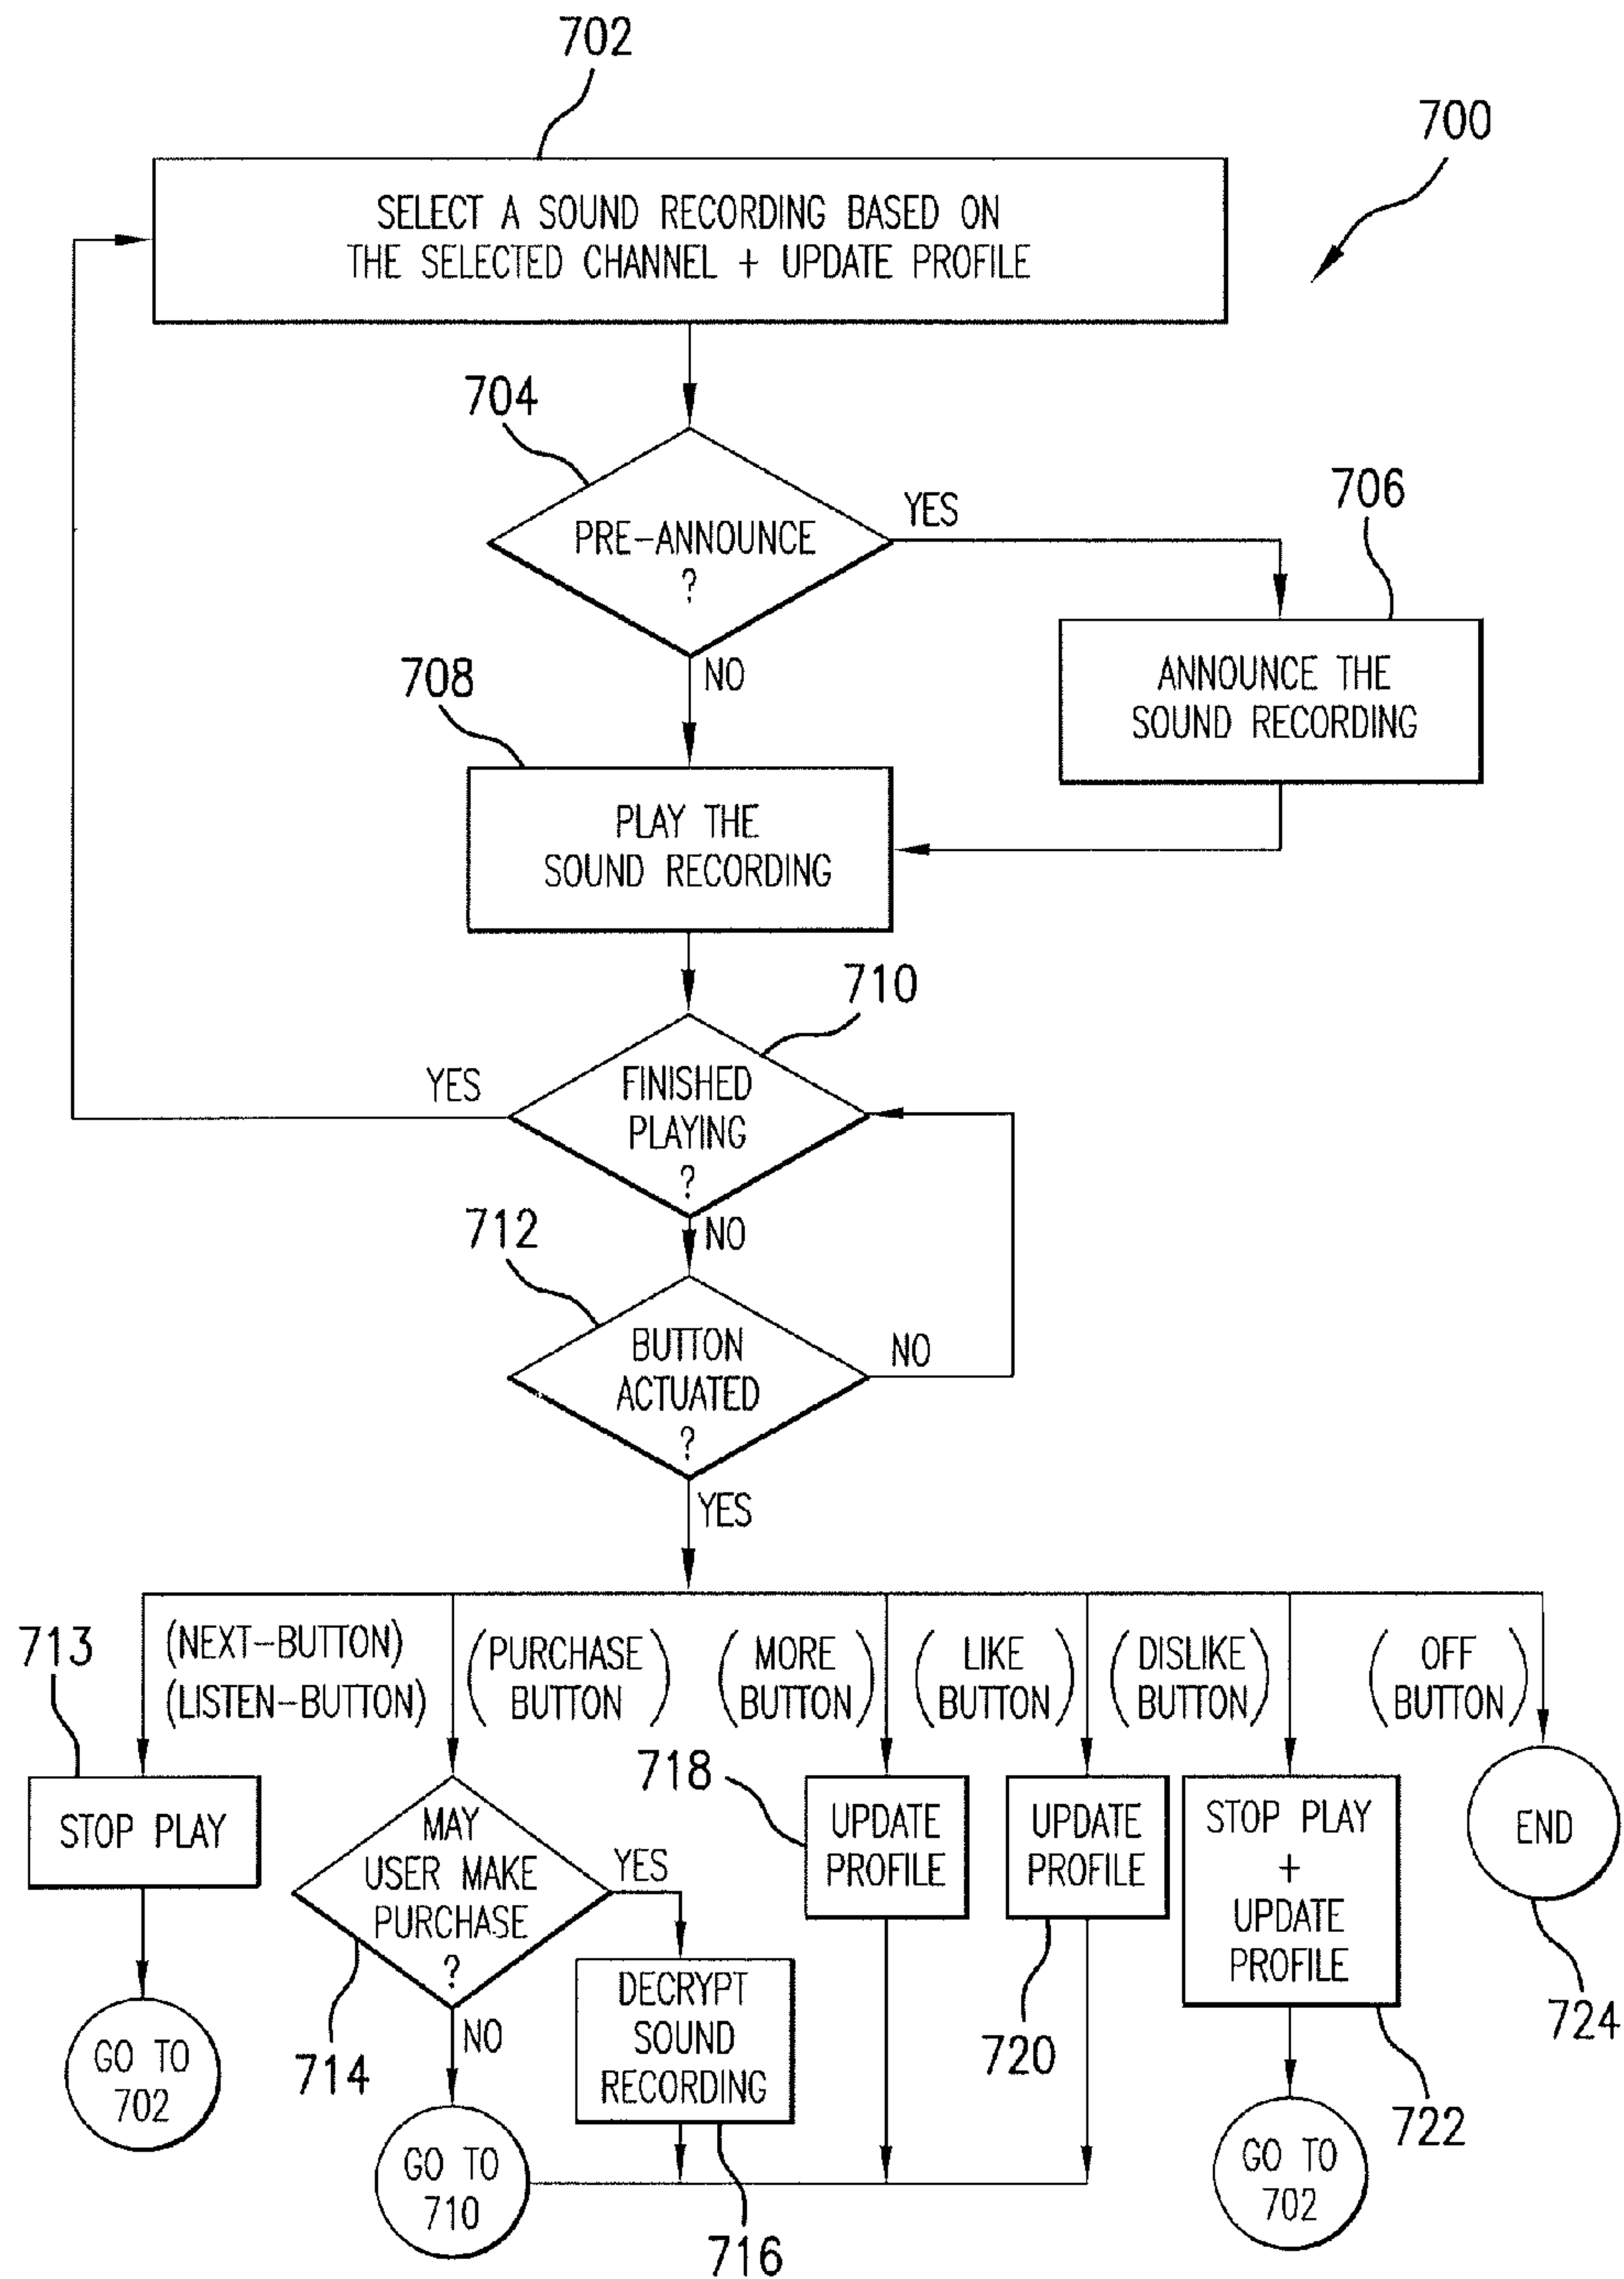 702
700
SELECT A SOUND RECORDING BASED ON
THE SELECTED CHANNEL + UPDATE PROFILE
704
PRE-ANNOUNCE
?
YES
706
NO
ANNOUNCE THE
SOUND RECORDING
708
PLAY THE
SOUND RECORDING
710
YES
FINISHED
PLAYING
?
NO
712
BUTTON
ACTUATED
?
NO
YES
713
(NEXT-BUTTON)
(LISTEN-BUTTON)
(PURCHASE
BUTTON)
(MORE
BUTTON)
(LIKE
BUTTON)
(DISLIKE
BUTTON)
(OFF
BUTTON)
STOP PLAY
GO TO
702
MAY
USER MAKE
PURCHASE
?
YES
714
NO
GO TO
710
DECRYPT
SOUND
RECORDING
716
718
UPDATE
PROFILE
UPDATE
PROFILE
720
STOP PLAY
+
UPDATE
PROFILE
722
GO TO
702
END
724